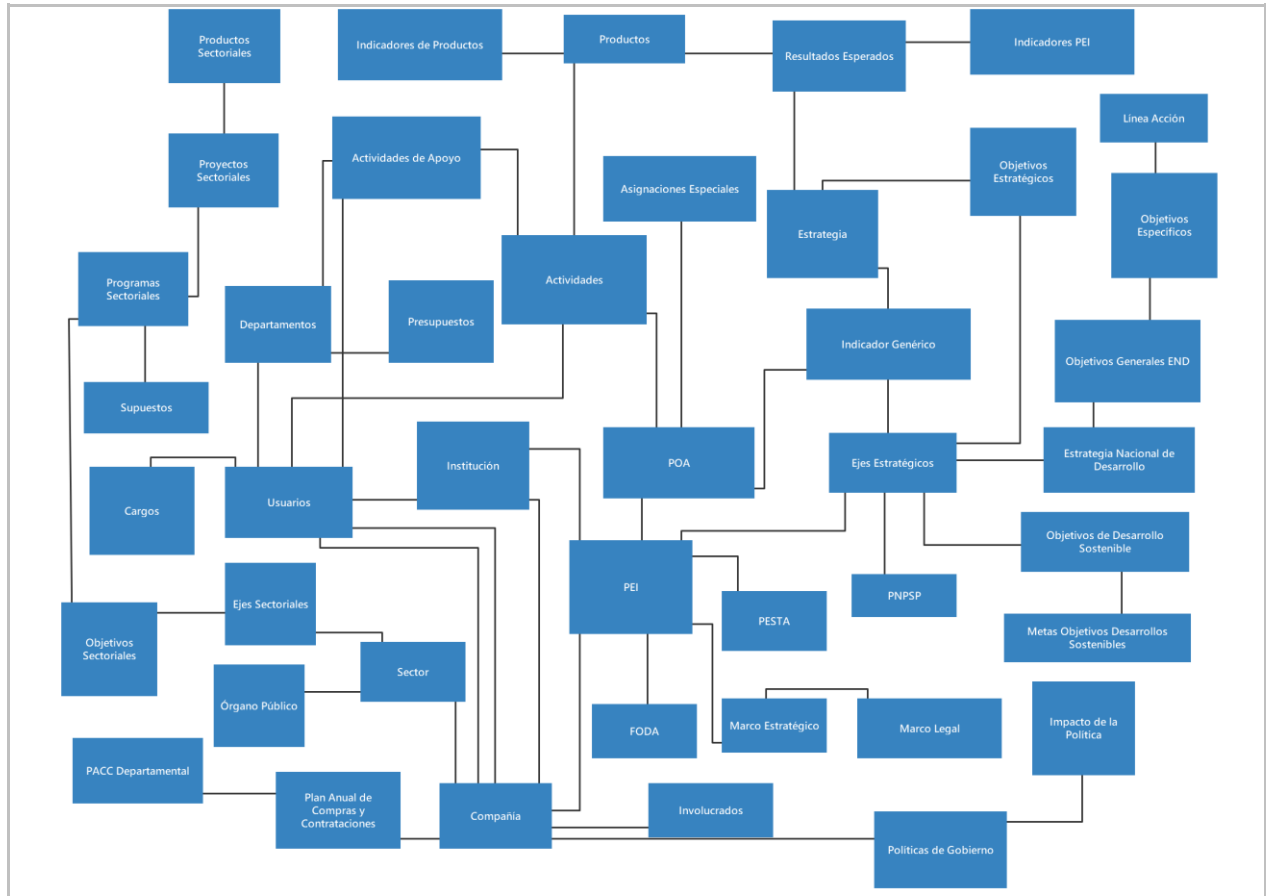 Productos
Sectoriales
Indicadores de Productos
Productos
Resultados Esperados
Indicadores PEI
Linea Acción
Proyectos
Sectoriales
Actividades de Apoyo
Asignaciones Especiales
Objetivos
Estratégicos
Objetivos
Específicos
Estrategia
Programas
Sectoriales
Actividades
Departamentos
Presupuestos
Indicador Genérico
Objetivos Generales END
Supuestos
Institución
POA
Ejes Estratégicos
Estrategia Nacional de
Desarrollo
Cargos
Usuarios
Objetivos de Desarrollo
Sostenible
PEI
PNPSP
Ejes Sectoriales
PESTA
Metas Objetivos Desarrollos
Sostenibles
Objetivos
Sectoriales
Sector
Órgano Público
FODA
Marco Estratégico
Marco Legal
Impacto de la
Política
PACC Departamental
Plan Anual de
Compras y
Contrataciones
Compañia
Involucrados
Políticas de Gobierno